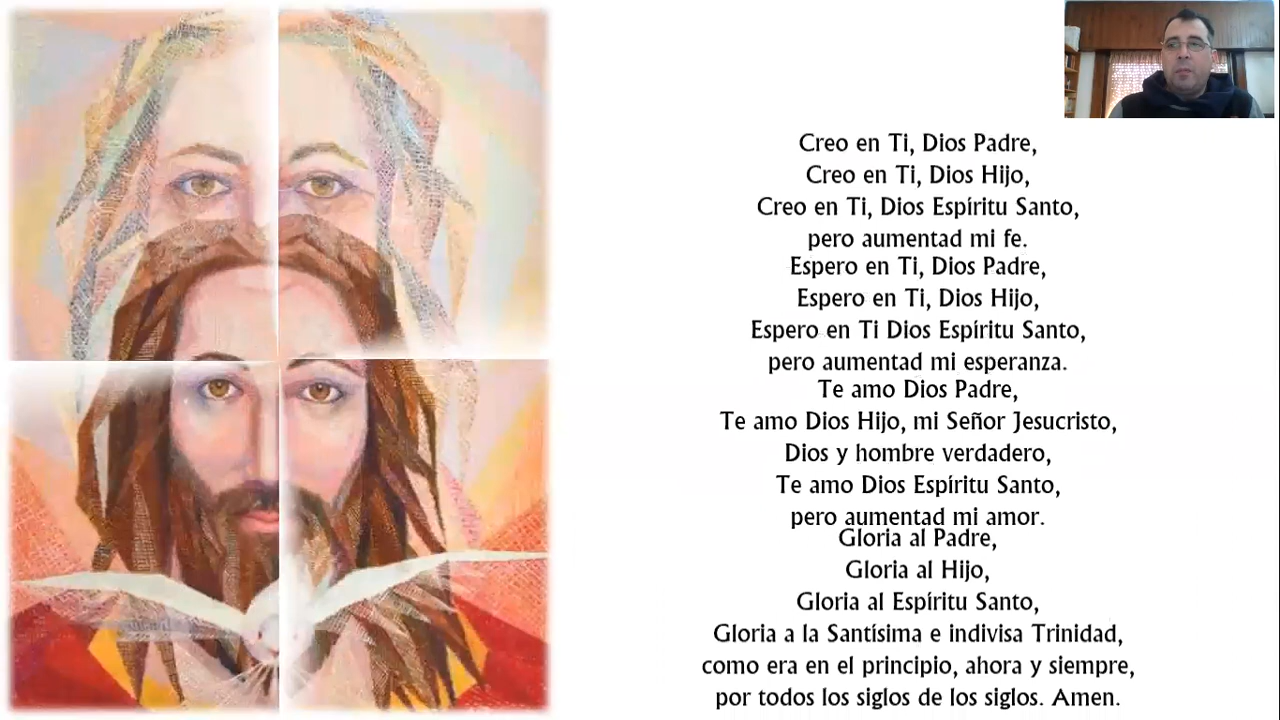 Creo en Ti, Dios Padre,
Creo en Ti, Dios Hijo,
Creo en Ti, Dios Espíritu Santo,
pero aumentad mi fe.
Espero en Ti, Dios Padre,
Espero en Ti, Dios Hijo,
Espero en Ti Dios Espíritu Santo,
pero aumentad mi esperanza.
Te amo Dios Padre,
Te amo Dios Hijo, mi Señor Jesucristo,
Dios y hombre verdadero,
Te amo Dios Espíritu Santo,
pero aumentad mi amor.
Gloria al Padre,
Gloria al Hijo,
Gloria al Espíritu Santo,
Gloria a la Santísima e indivisa Trinidad,
como era en el principio, ahora y siempre,
por todos los siglos de los siglos. Amen.